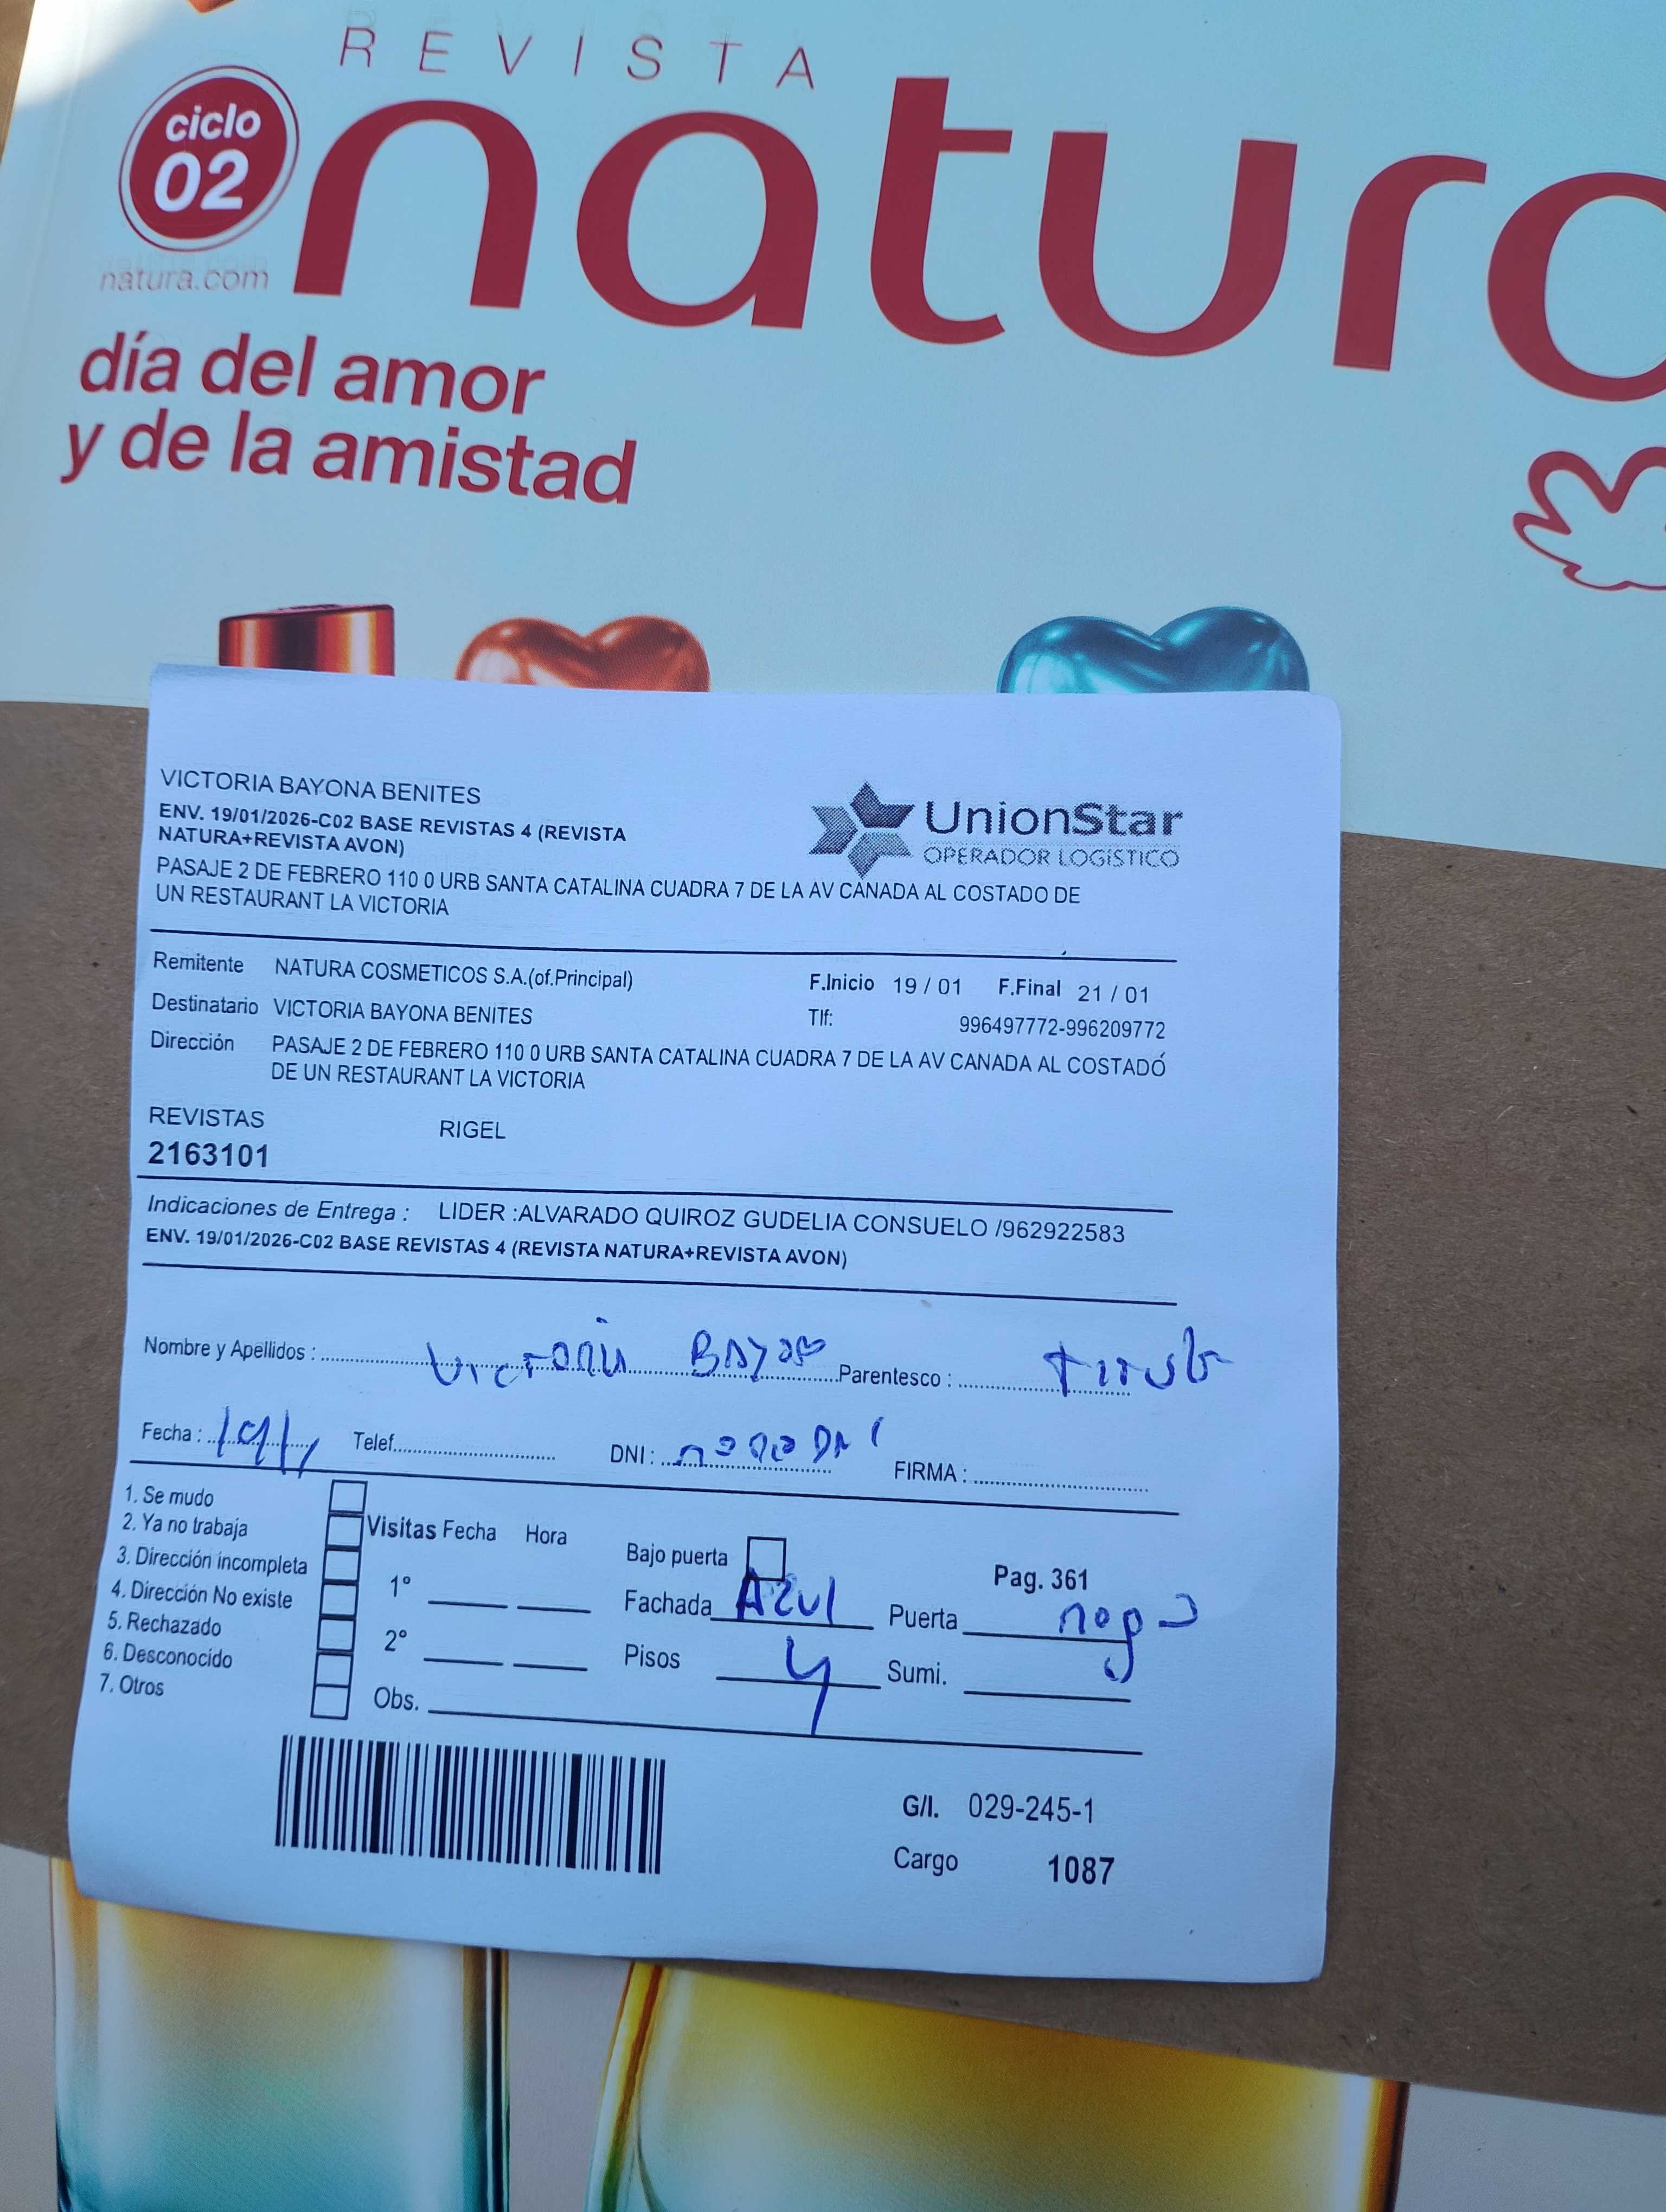 REVISTA
ciclo
02
natura
natura.com
día del amor
y de la amistad
VICTORIA BAYONA BENITES
ENV. 19/01/2026-C02 BASE REVISTAS 4 (REVISTA
NATURA+REVISTA AVON)
UnionStar
OPERADOR LOGÍSTICO
PASAJE 2 DE FEBRERO 110 0 URB SANTA CATALINA CUADRA 7 DE LA AV CANADA AL COSTADO DE
UN RESTAURANT LA VICTORIA
Remitente NATURA COSMETICOS S.A.(of.Principal) F.Inicio 19 / 01 F.Final 21 / 01
Destinatario VICTORIA BAYONA BENITES Tlf: 996497772-996209772
Dirección PASAJE 2 DE FEBRERO 110 0 URB SANTA CATALINA CUADRA 7 DE LA AV CANADA AL COSTADO
DE UN RESTAURANT LA VICTORIA
REVISTAS RIGEL
2163101
Indicaciones de Entrega : LIDER :ALVARADO QUIROZ GUDELIA CONSUELO /962922583
ENV. 19/01/2026-C02 BASE REVISTAS 4 (REVISTA NATURA+REVISTA AVON)
Nombre y Apellidos : Victoria Parentesco :
Fecha : Telef. DNI : FIRMA :
1. Se mudo
2. Ya no trabaja Visitas Fecha Hora Bajo puerta
3. Dirección incompleta Pag. 361
4. Dirección No existe 1° Fachada Azul Puerta
5. Rechazado
6. Desconocido 2° Pisos 4 Sumi.
7. Otros Obs.
G/I. 029-245-1
Cargo 1087